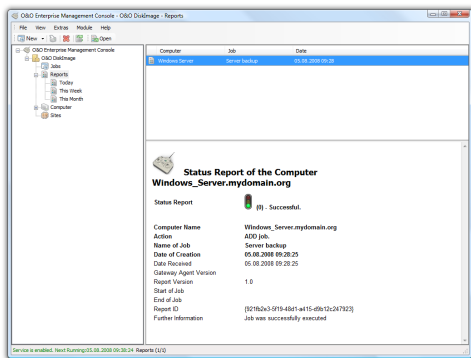 O&O Enterprise Management Console - O&O DiskImage - Reports
File View Extras Module Help
New Open
O&O Enterprise Management Console
O&O DiskImage
Jobs
Reports
Today
This Week
This Month
Computer
Sites
Computer Job Date
Windows Server Server backup 05.08.2008 09:28
Status Report of the Computer
Windows_Server.mydomain.org
Status Report (0) - Successful.
Computer Name Windows_Server.mydomain.org
Action ADD job.
Name of Job Server backup
Date of Creation 05.08.2008 09:28:25
Date Received 05.08.2008 09:28:25
Gateway Agent Version
Report Version 1.0
Start of Job
End of Job
Report ID {921fb2e3-5f19-48d1-a415-d9b12c247923}
Further Information Job was successfully executed
Service is enabled. Next Running:05.08.2008 09:38:24 Reports (1/1)